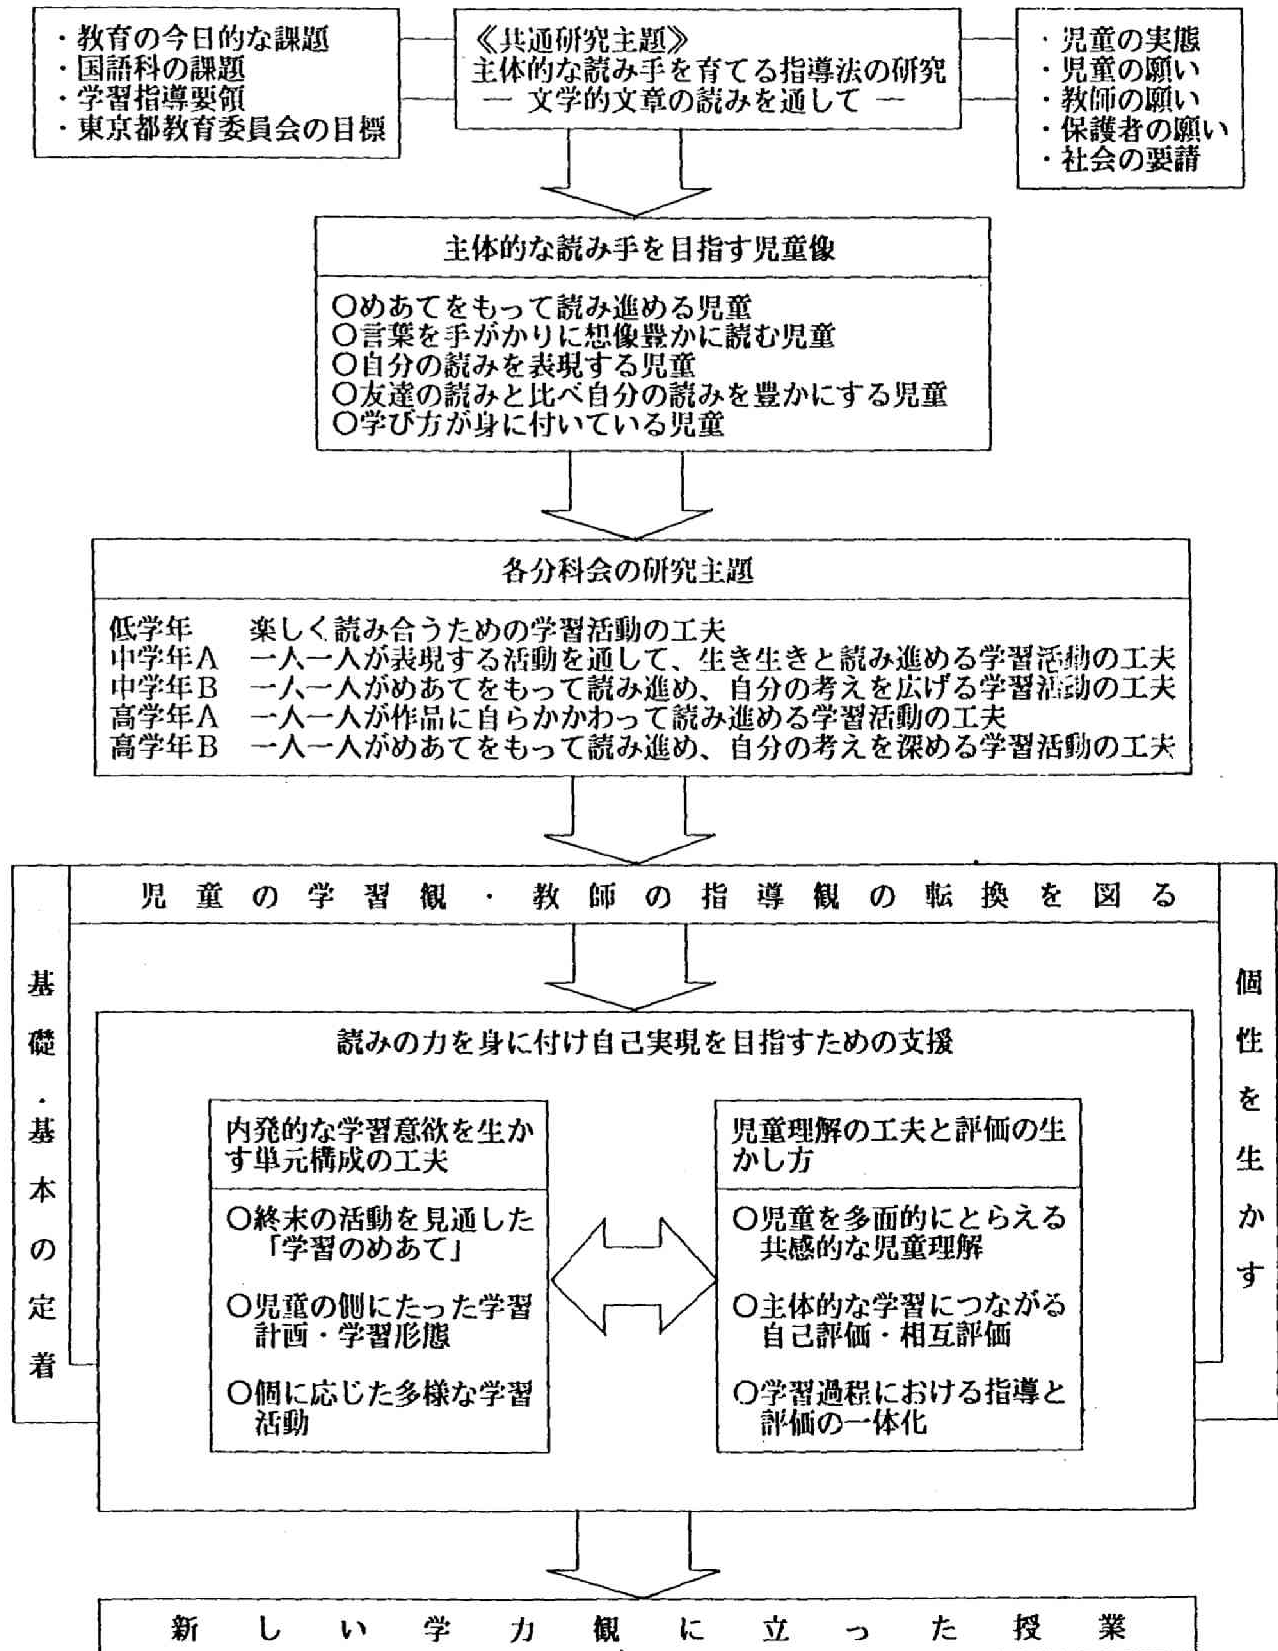 ・教育の今日的な課題
・国語科の課題
・学習指導要領
・東京都教育委員会の目標
《共通研究主題》
主体的な読み手を育てる指導法の研究
― 文学的文章の読みを通して ―
・児童の実態
・児童の願い
・教師の願い
・保護者の願い
・社会の要請
主体的な読み手を目指す児童像
○めあてをもって読み進める児童
○言葉を手がかりに想像豊かに読む児童
○自分の読みを表現する児童
○友達の読みと比べ自分の読みを豊かにする児童
○学び方が身に付いている児童
各分科会の研究主題
低学年 楽しく読み合うための学習活動の工夫
中学年A 一人一人が表現する活動を通して、生き生きと読み進める学習活動の工夫
中学年B 一人一人がめあてをもって読み進め、自分の考えを広げる学習活動の工夫
高学年A 一人一人が作品に自らかかわって読み進める学習活動の工夫
高学年B 一人一人がめあてをもって読み進め、自分の考えを深める学習活動の工夫
児童の学習観・教師の指導観の転換を図る
基礎・基本の定着
個性を生かす
読みの力を身に付け自己実現を目指すための支援
内発的な学習意欲を生か
す単元構成の工夫
○終末の活動を見通した
「学習のめあて」
○児童の側にたった学習
計画・学習形態
○個に応じた多様な学習
活動
児童理解の工夫と評価の生
かし方
○児童を多面的にとらえる
共感的な児童理解
○主体的な学習につながる
自己評価・相互評価
○学習過程における指導と
評価の一体化
新しい学力観に立った授業